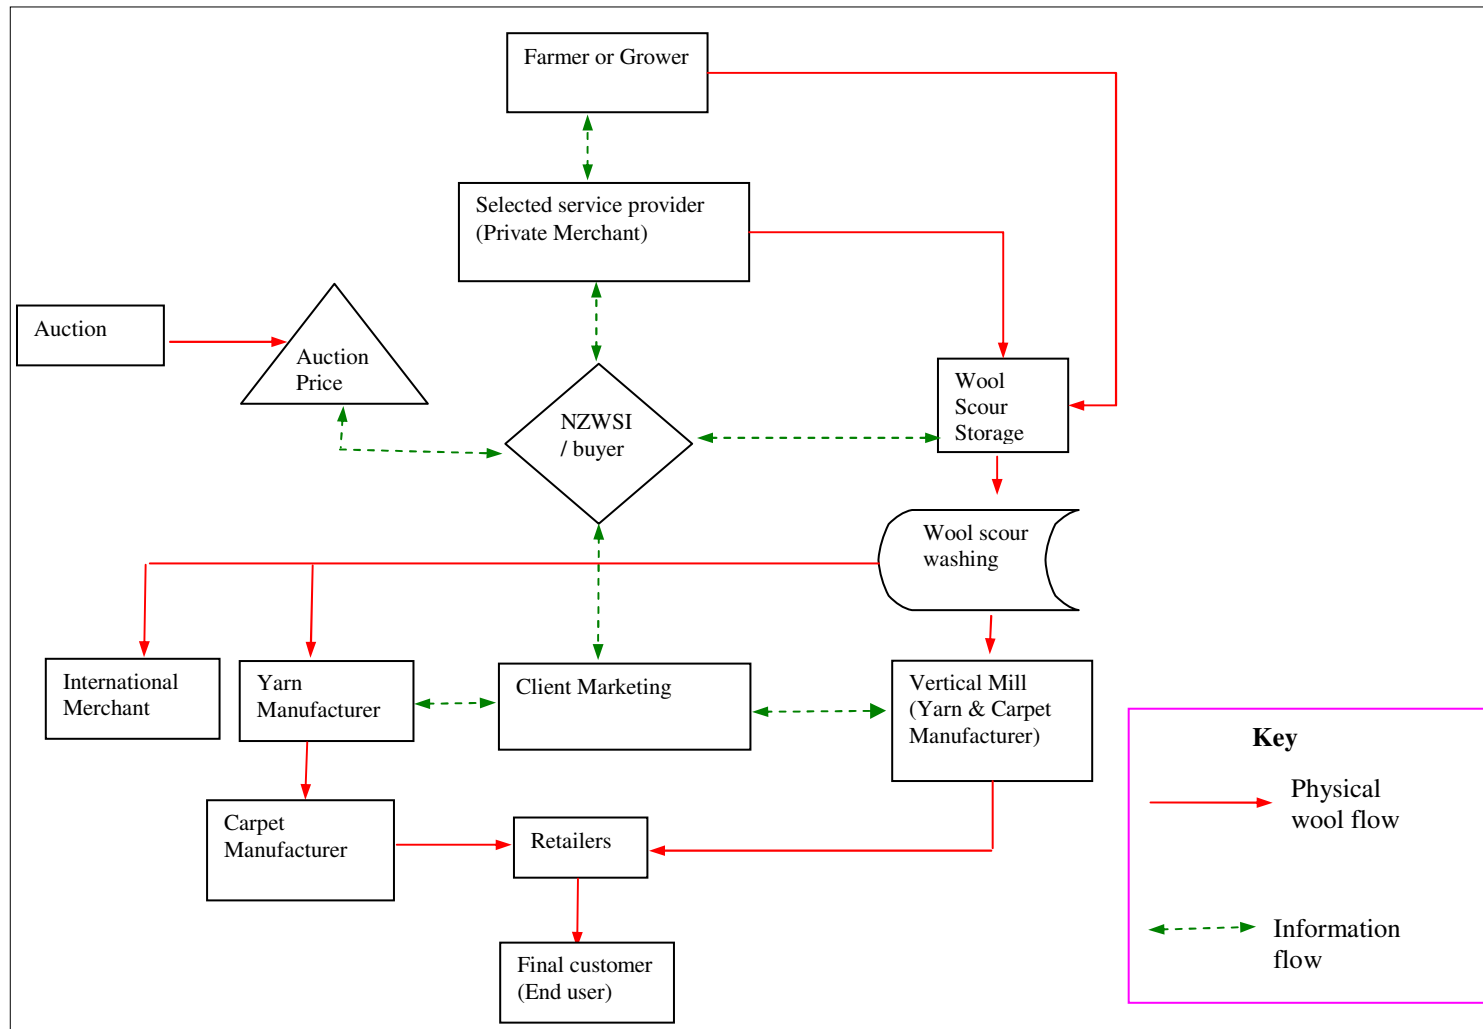 Farmer or Grower
Selected service provider
(Private Merchant)
Auction
Auction
Price
NZWSI
/ buyer
Wool
Scour
Storage
Wool scour
washing
International
Merchant
Yarn
Manufacturer
Client Marketing
Vertical Mill
(Yarn & Carpet
Manufacturer)
Carpet
Manufacturer
Retailers
Final customer
(End user)
Key
Physical
wool flow
Information
flow